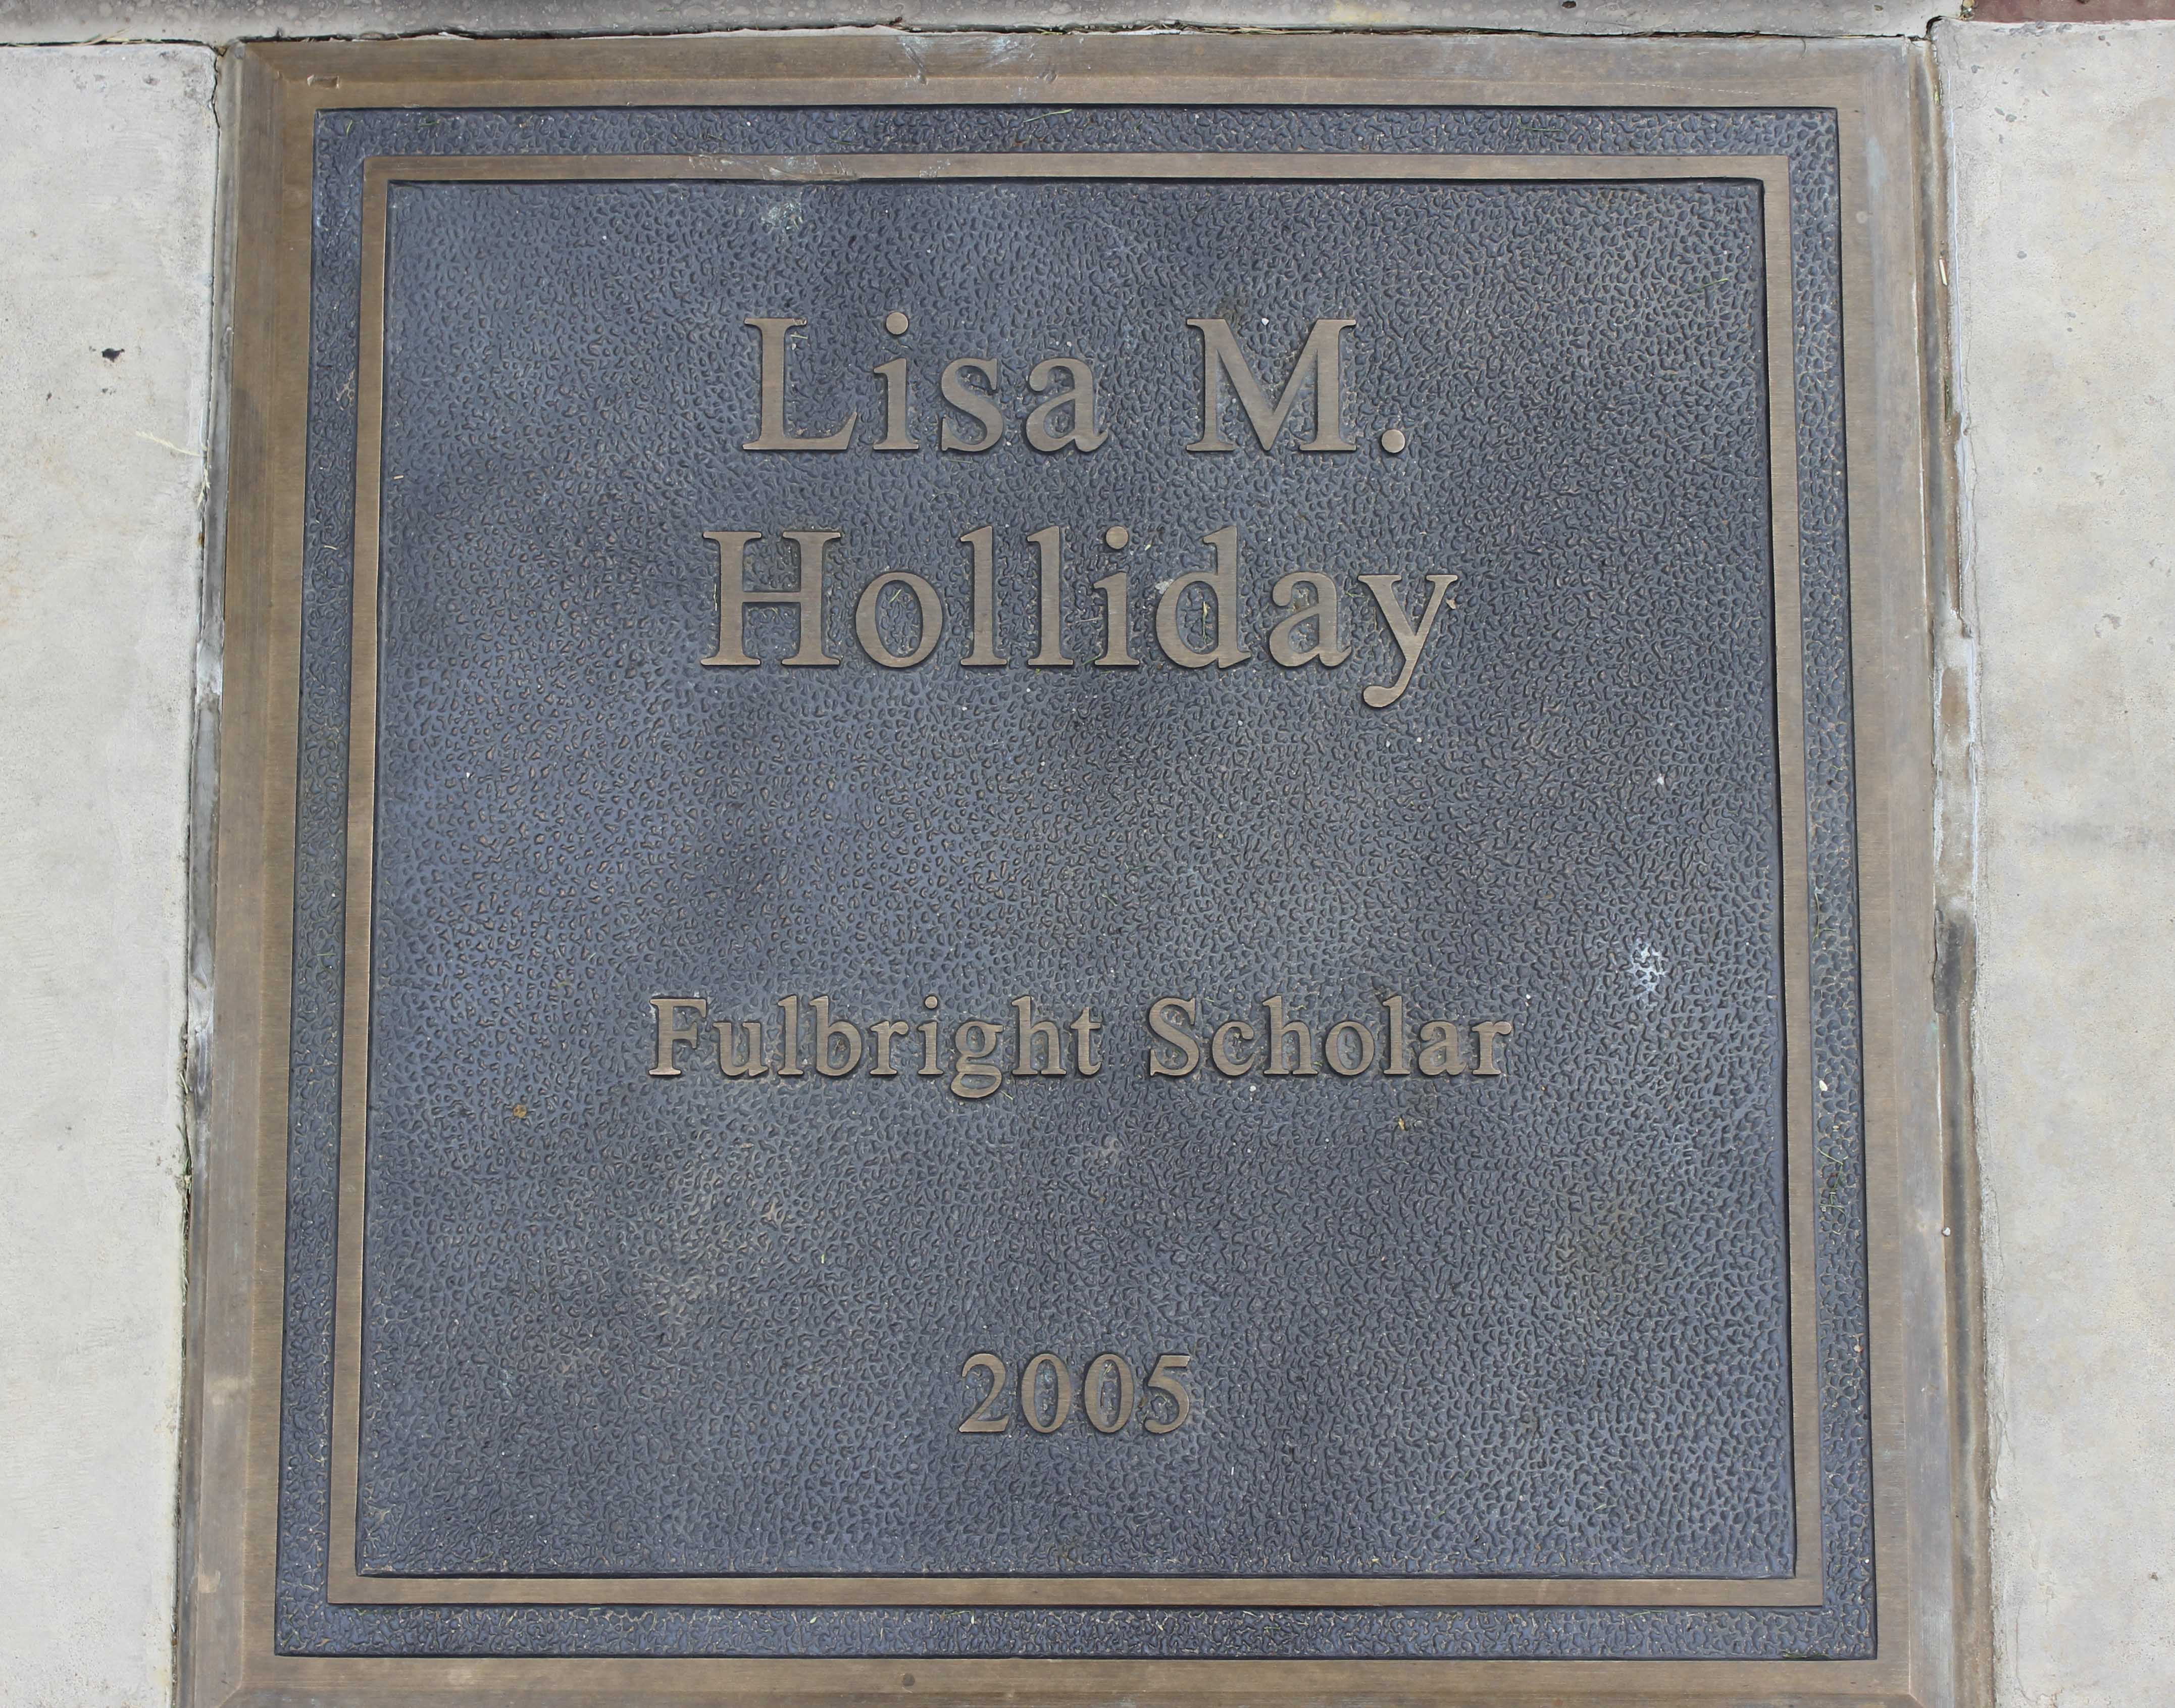 Lisa M.
Holliday
Fulbright Scholar
2005